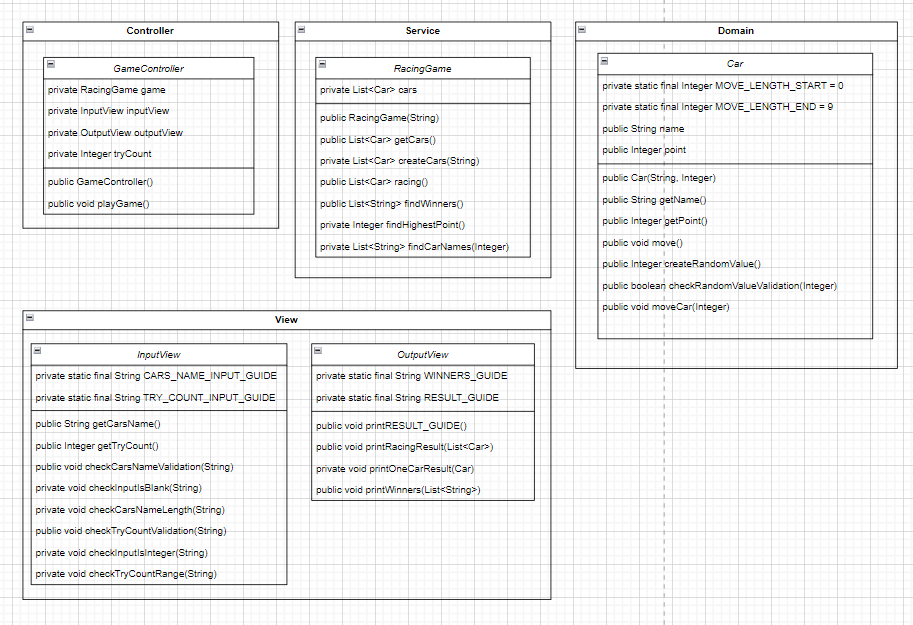 Controller
GameController
private RacingGame game
private InputView inputView
private OutputView outputView
private Integer tryCount
public GameController()
public void playGame()
Service
RacingGame
private List<Car> cars
public RacingGame(String)
public List<Car> getCars()
private List<Car> createCars(String)
public List<Car> racing()
public List<String> findWinners()
private Integer findHighestPoint()
private List<String> findCarNames(Integer)
Domain
Car
private static final Integer MOVE_LENGTH_START = 0
private static final Integer MOVE_LENGTH_END = 9
public String name
public Integer point
public Car(String, Integer)
public String getName()
public Integer getPoint()
public void move()
public Integer createRandomValue()
public boolean checkRandomValueValidation(Integer)
public void moveCar(Integer)
View
InputView
private static final String CARS_NAME_INPUT_GUIDE
private static final String TRY_COUNT_INPUT_GUIDE
public String getCarsName()
public Integer getTryCount()
public void checkCarsNameValidation(String)
private void checkInputIsBlank(String)
private void checkCarsNameLength(String)
public void checkTryCountValidation(String)
private void checkInputIsInteger(String)
private void checkTryCountRange(String)
OutputView
private static final String WINNERS_GUIDE
private static final String RESULT_GUIDE
public void printRESULT_GUIDE()
public void printRacingResult(List<Car>)
private void printOneCarResult(Car)
public void printWinners(List<String>)